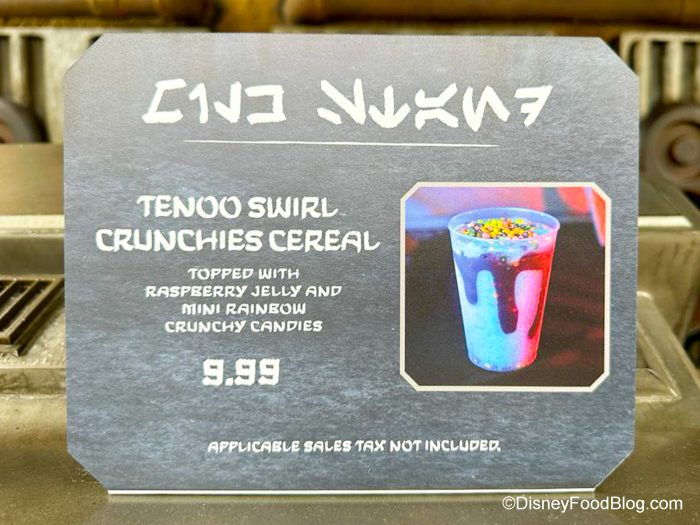 TENOO SWIRL
CRUNCHIES CEREAL
TOPPED WITH
RASPBERRY JELLY AND
MINI RAINBOW
CRUNCHY CANDIES
9.99
APPLICABLE SALES TAX NOT INCLUDED.
©DisneyFoodBlog.com